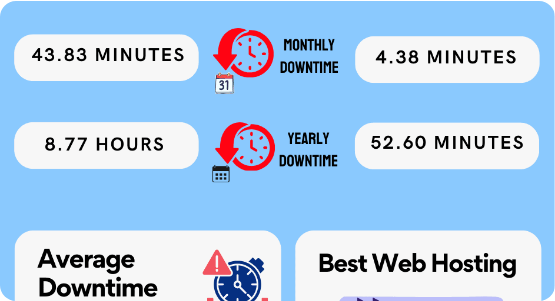 43.83 MINUTES
MONTHLY
DOWNTIME
4.38 MINUTES
31
8.77 HOURS
YEARLY
DOWNTIME
52.60 MINUTES
Average
Downtime
Best Web Hosting